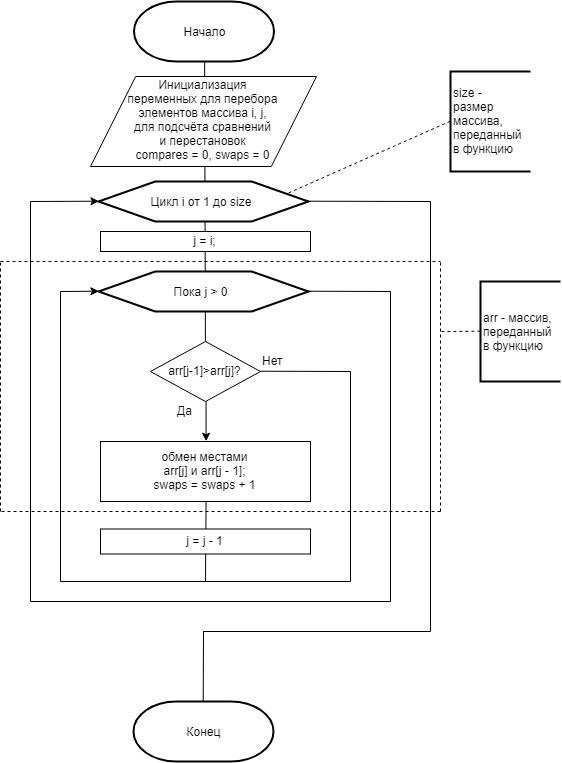 Начало
Инициализация
переменных для перебора
элементов массива i, j,
для подсчёта сравнений
и перестановок
compares = 0, swaps = 0
size -
размер
массива,
переданный
в функцию
Цикл i от 1 до size
j = i;
Пока j > 0
arr - массив,
переданный
в функцию
arr[j-1]>arr[j]?
Нет
Да
обмен местами
arr[j] и arr[j - 1];
swaps = swaps + 1
j = j - 1
Конец